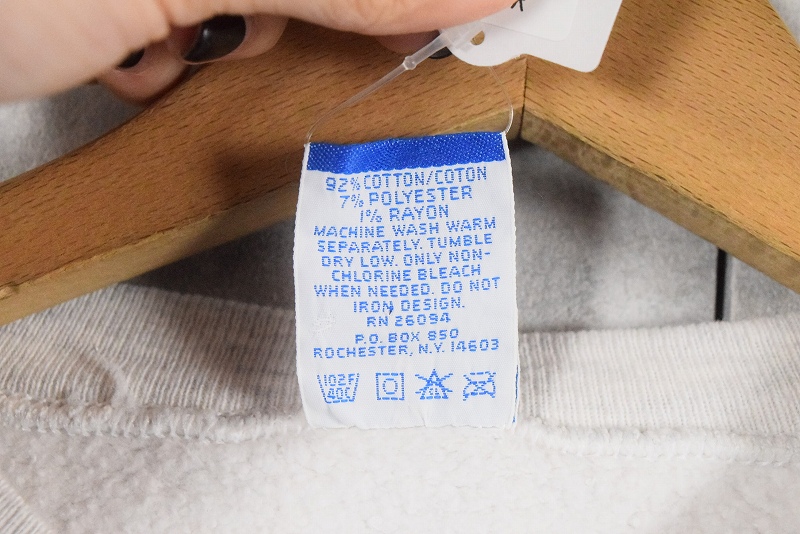 92% COTTON/COTON
7% POLYESTER
1% RAYON
MACHINE WASH WARM
SEPARATELY. TUMBLE
DRY LOW. ONLY NON-
CHLORINE BLEACH
WHEN NEEDED. DO NOT
IRON DESIGN.
RN 26094
P.O. BOX 850
ROCHESTER, N.Y. 14603
102F
40C